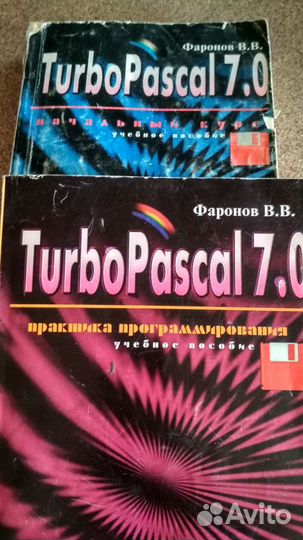 Фаронов В.В.
TurboPascal 7.0
начальный курс
учебное пособие
Фаронов В.В.
TurboPascal 7.0
практика программирования
учебное пособие
Avito